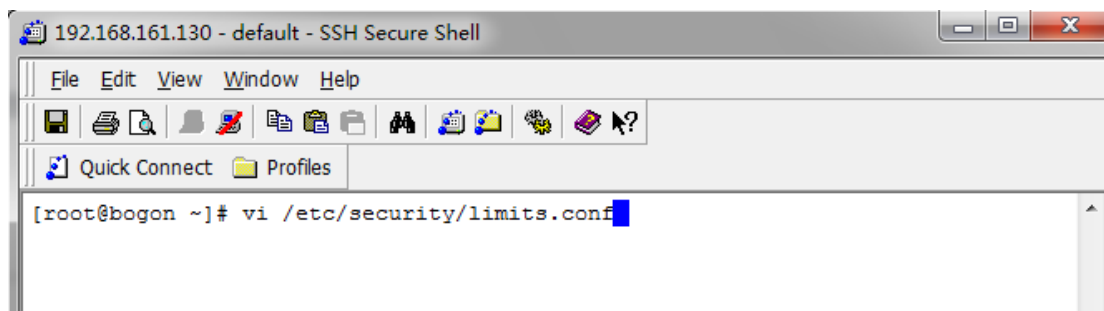 192.168.161.130 - default - SSH Secure Shell
File Edit View Window Help
Quick Connect Profiles
[root@bogon ~]# vi /etc/security/limits.conf